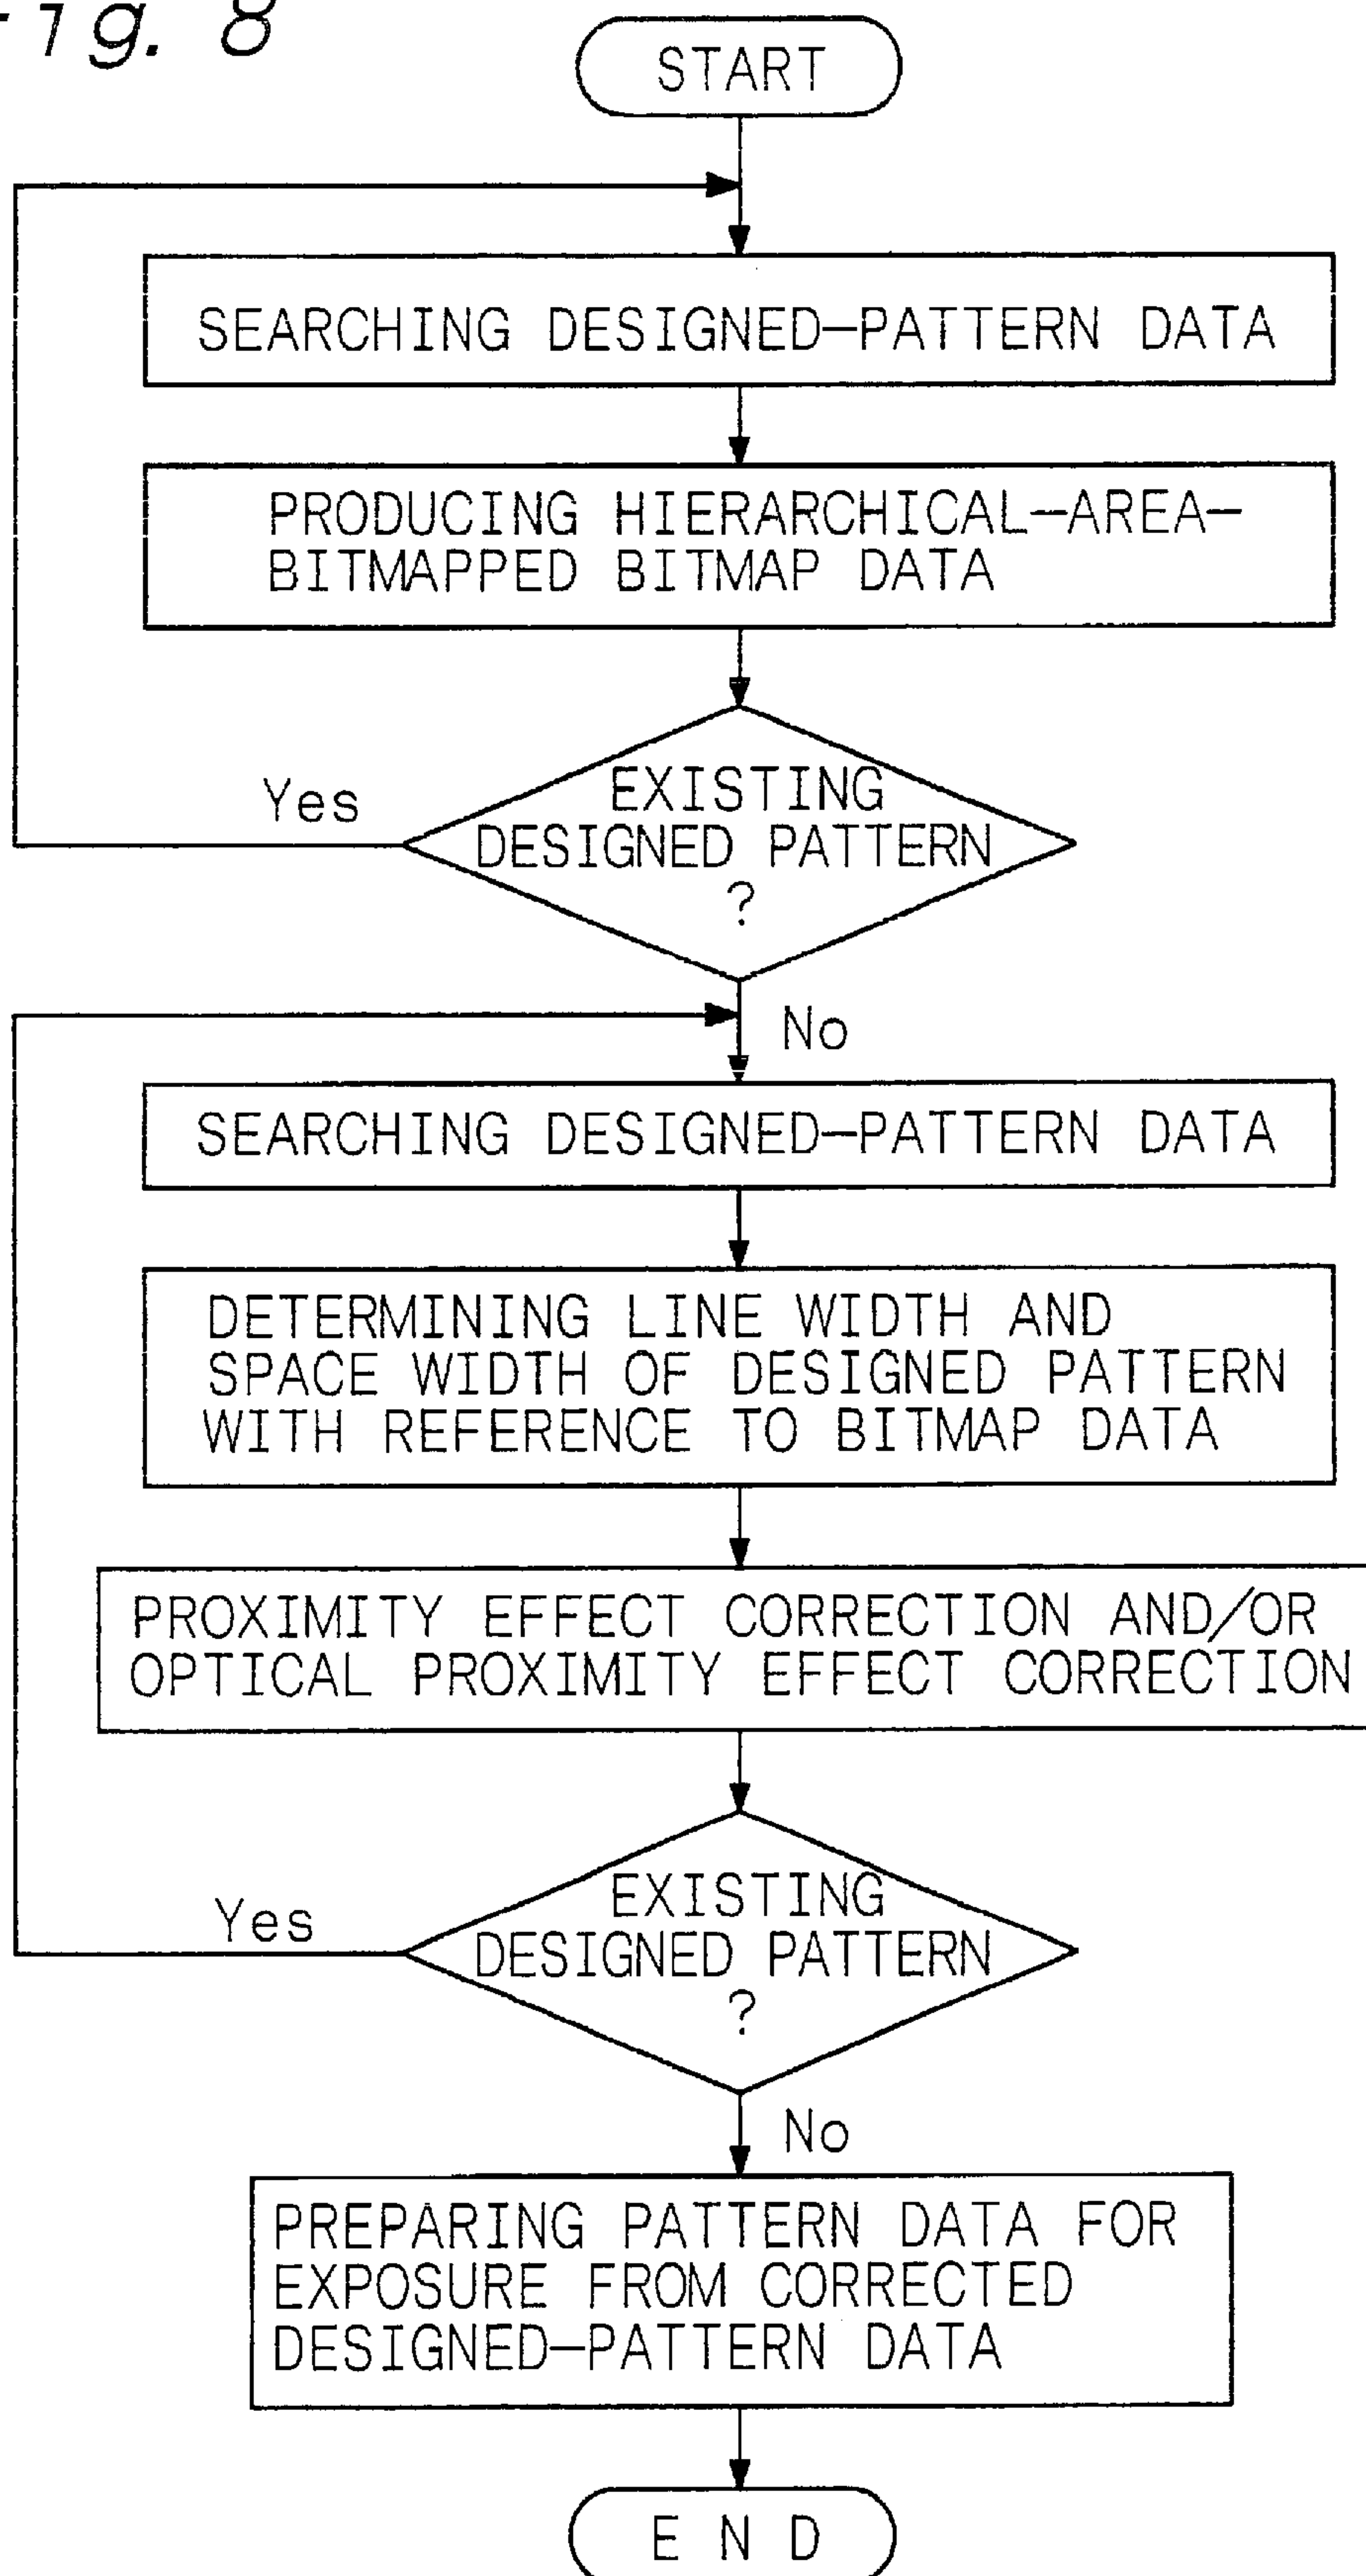 Fig. 8
START
SEARCHING DESIGNED-PATTERN DATA
PRODUCING HIERARCHICAL-AREA-
BITMAPPED BITMAP DATA
EXISTING
DESIGNED PATTERN
?
Yes
No
SEARCHING DESIGNED-PATTERN DATA
DETERMINING LINE WIDTH AND
SPACE WIDTH OF DESIGNED PATTERN
WITH REFERENCE TO BITMAP DATA
PROXIMITY EFFECT CORRECTION AND/OR
OPTICAL PROXIMITY EFFECT CORRECTION
EXISTING
DESIGNED PATTERN
?
Yes
No
PREPARING PATTERN DATA FOR
EXPOSURE FROM CORRECTED
DESIGNED-PATTERN DATA
E N D